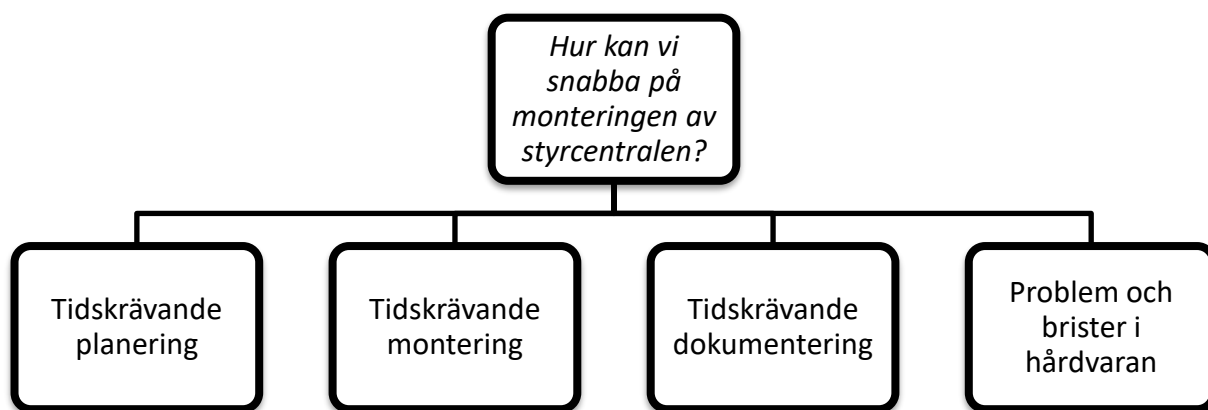 Hur kan vi
snabba på
monteringen av
styrcentralen?
Tidskrävande
planering
Tidskrävande
montering
Tidskrävande
dokumentering
Problem och
brister i
hårdvaran